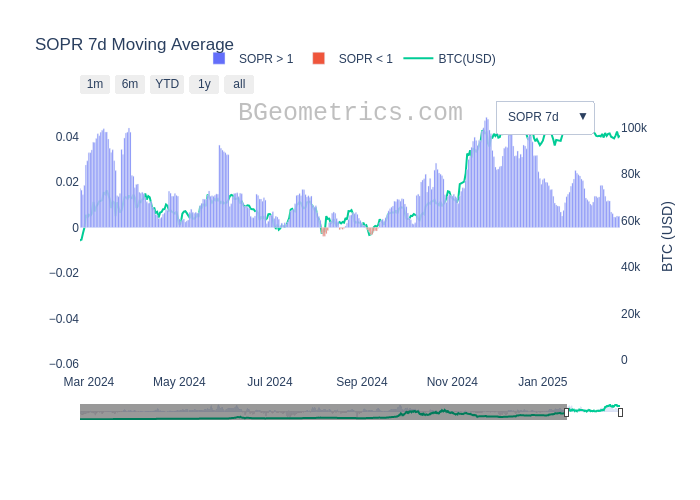 SOPR 7d Moving Average
SOPR > 1 SOPR < 1 BTC(USD)
1m 6m YTD 1y all
BGeometrics.com
SOPR 7d ▼
0.04 100k
80k
0.02
60k
0
40k
−0.02
20k
−0.04
0
−0.06
BTC (USD)
Mar 2024 May 2024 Jul 2024 Sep 2024 Nov 2024 Jan 2025